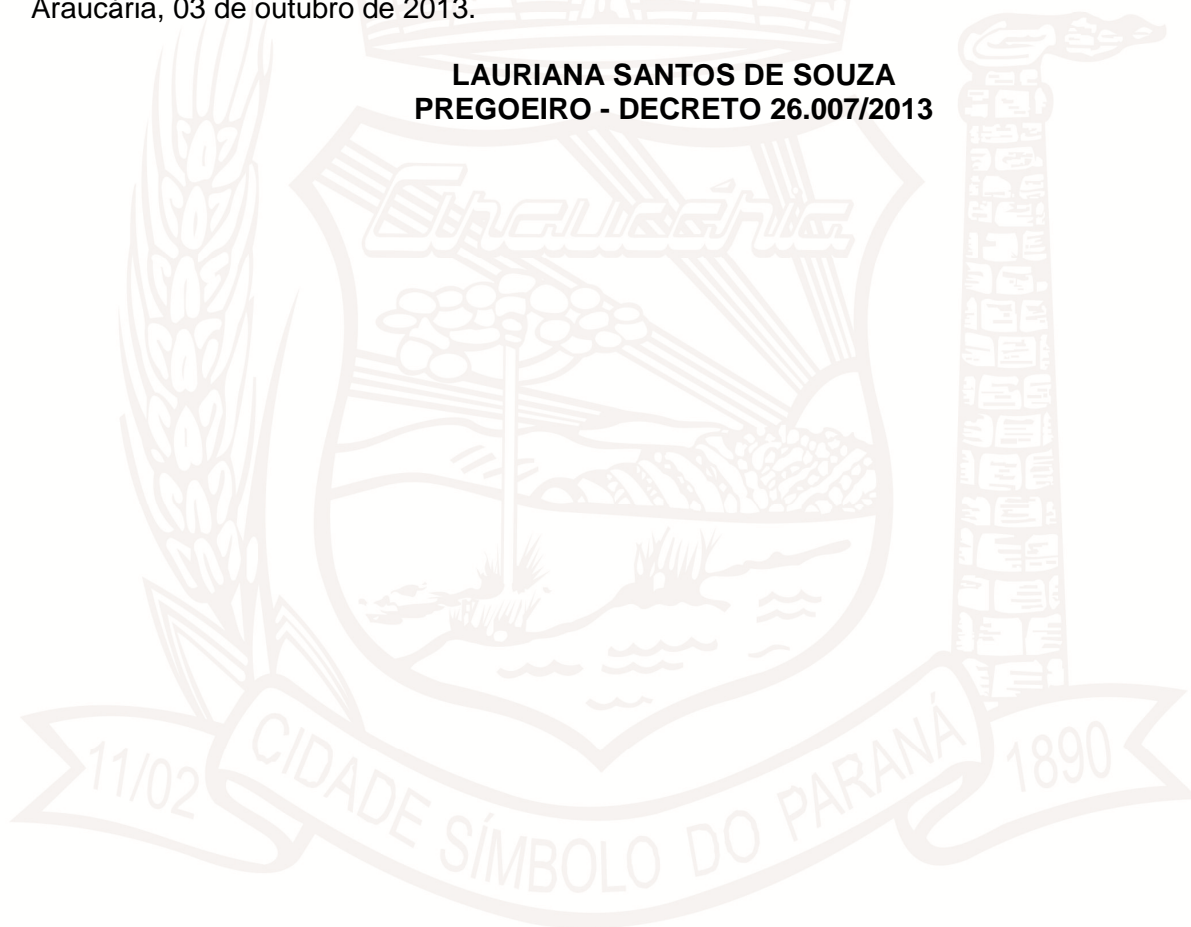 Araucária, 03 de outubro de 2013.
LAURIANA SANTOS DE SOUZA
PREGOEIRO - DECRETO 26.007/2013
Araucária
11/02 CIDADE SÍMBOLO DO PARANÁ 1890